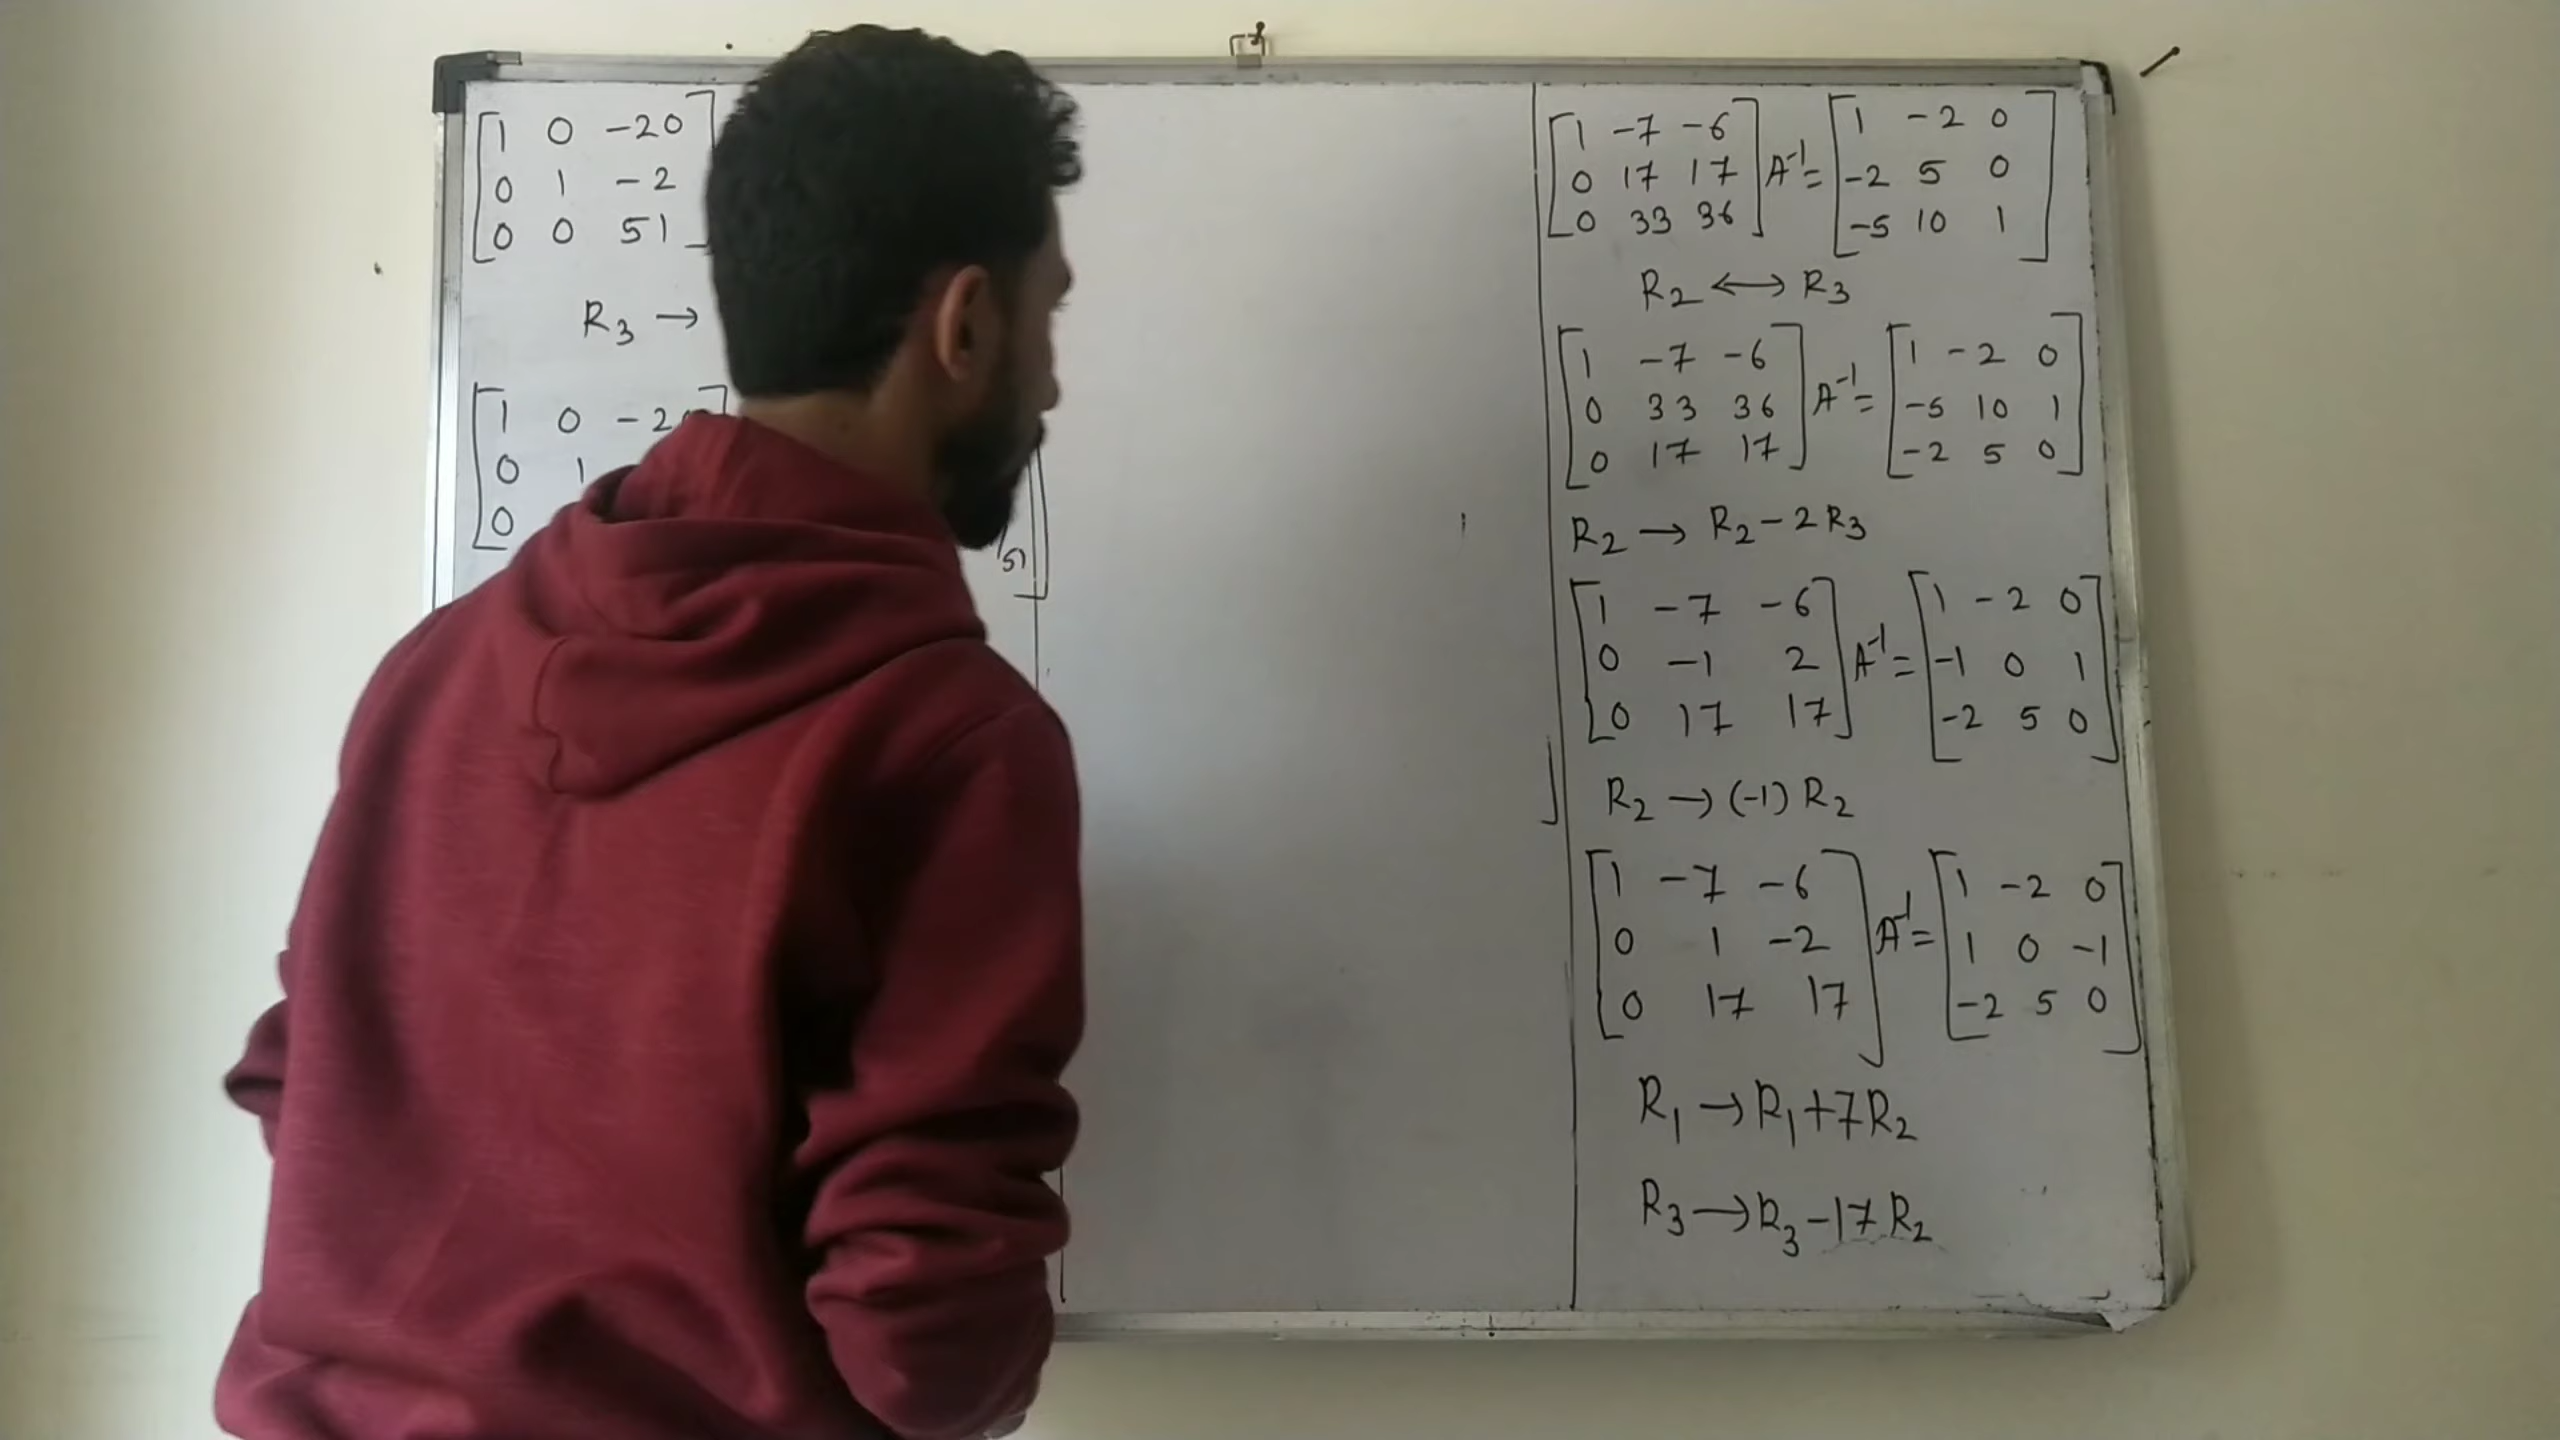 1 0 -20
0 1 -2
0 0 51
R3 →
1 0 -2
0 1
0
/51
1 -7 -6 1 -2 0
0 17 17 A⁻¹= -2 5 0
0 33 36 -5 10 1
R2 ↔ R3
1 -7 -6 1 -2 0
0 33 36 A⁻¹= -5 10 1
0 17 17 -2 5 0
R2 → R2 - 2R3
1 -7 -6 1 -2 0
0 -1 2 A⁻¹= -1 0 1
0 17 17 -2 5 0
R2 → (-1) R2
1 -7 -6 1 -2 0
0 1 -2 A⁻¹= 1 0 -1
0 17 17 -2 5 0
R1 → R1+7R2
R3 → R3-17R2